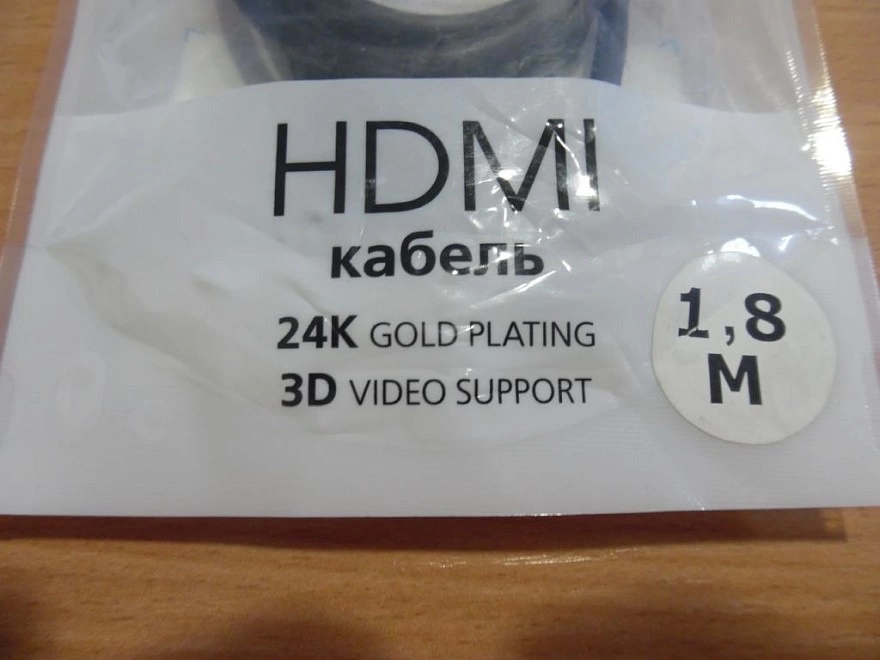 HDMI
кабель
24K GOLD PLATING
3D VIDEO SUPPORT
1,8
М